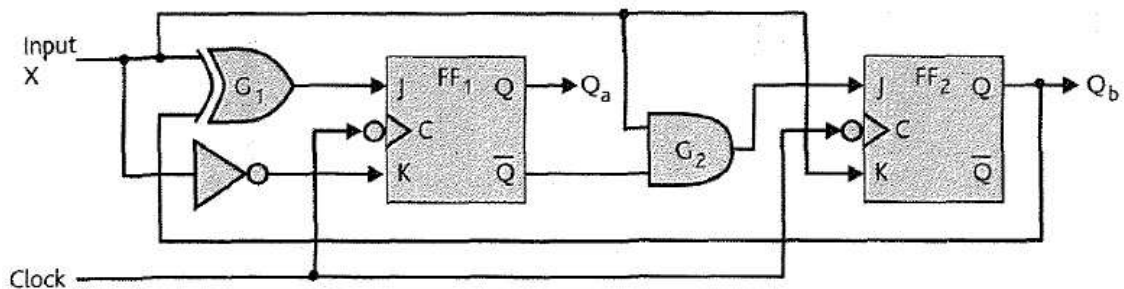 Input
X
G1
J FF1 Q
C
K Q̅
Qa
G2
J FF2 Q
C
K Q̅
Qb
Clock